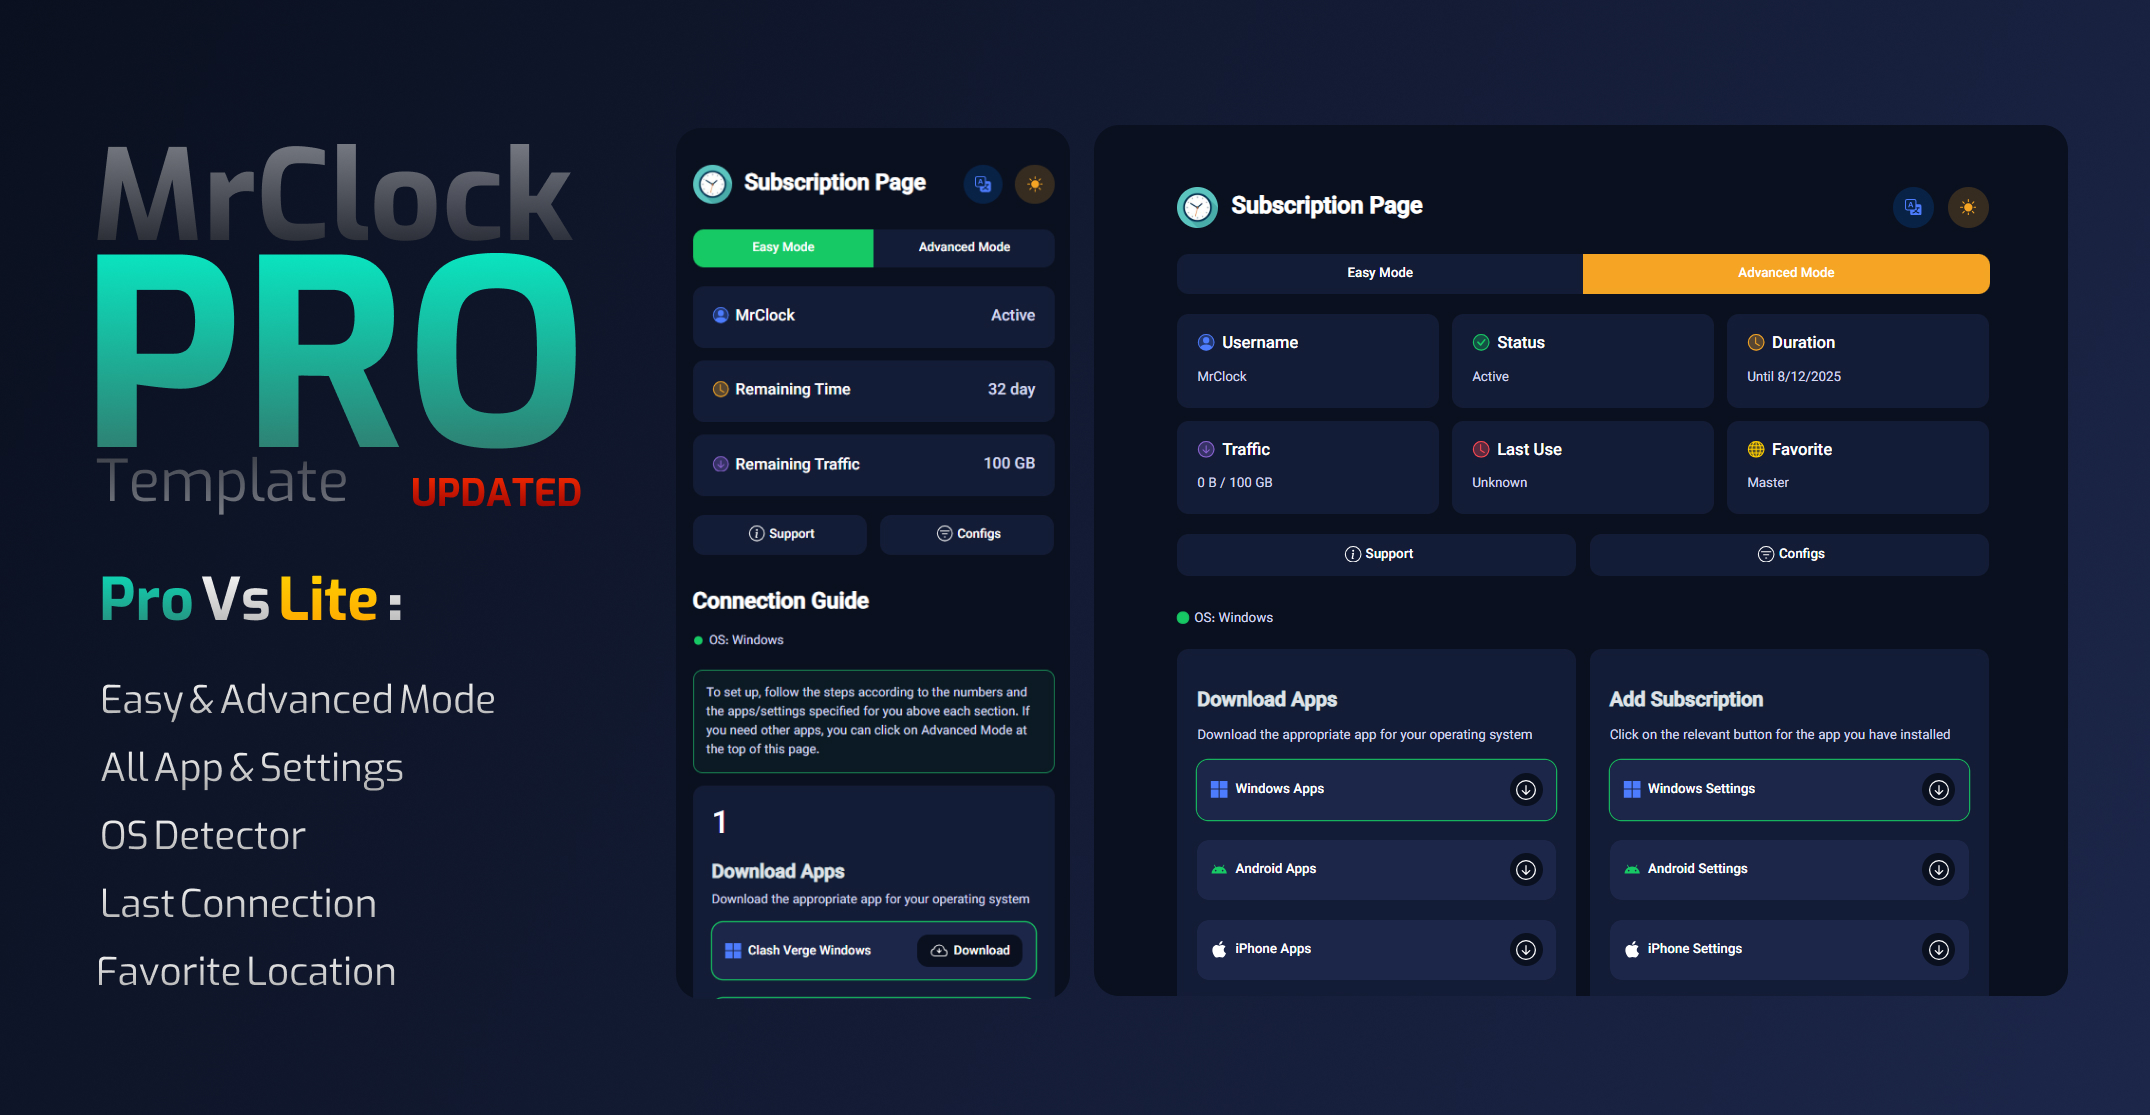 MrClock
PRO
Template
UPDATED
Pro Vs Lite :
Easy & Advanced Mode
All App & Settings
OS Detector
Last Connection
Favorite Location
Subscription Page
Easy Mode
Advanced Mode
MrClock
Active
Remaining Time
32 day
Remaining Traffic
100 GB
Support
Configs
Connection Guide
OS: Windows
To set up, follow the steps according to the numbers and
the apps/settings specified for you above each section. If
you need other apps, you can click on Advanced Mode at
the top of this page.
1
Download Apps
Download the appropriate app for your operating system
Clash Verge Windows
Download
Subscription Page
Easy Mode
Advanced Mode
Username
MrClock
Status
Active
Duration
Until 8/12/2025
Traffic
0 B / 100 GB
Last Use
Unknown
Favorite
Master
Support
Configs
OS: Windows
Download Apps
Download the appropriate app for your operating system
Windows Apps
Android Apps
iPhone Apps
Add Subscription
Click on the relevant button for the app you have installed
Windows Settings
Android Settings
iPhone Settings